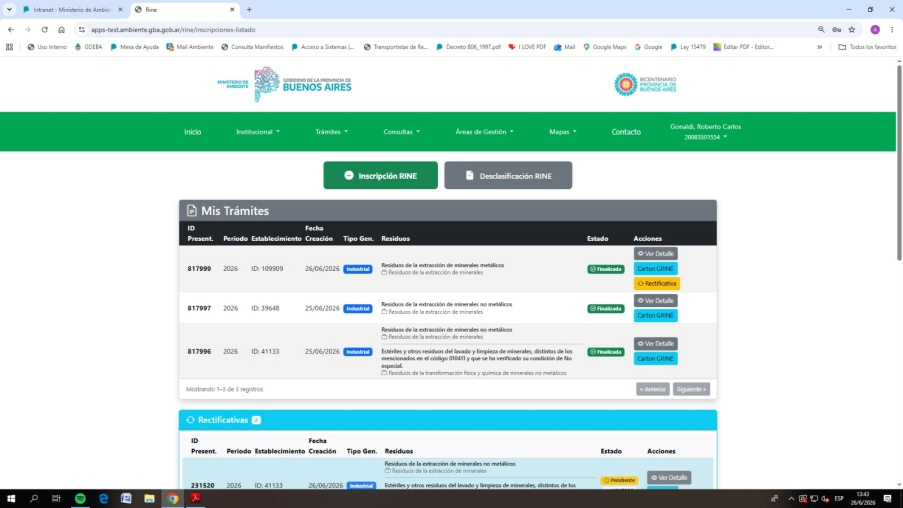 Intranet - Ministerio de Ambien
Rine
apps-test.ambiente.gba.gob.ar/rine/inscripciones-listado
Uso Interno
GDEBA
Mesa de Ayuda
Mail Ambiente
Consulta Manifiestos
Acceso a Sistemas |...
Transportistas de Re...
Decreto 806_1997.pdf
I LOVE PDF
Mail
Google Maps
Google
Ley 15479
Editar PDF - Editor...
»
Todos los favoritos
MINISTERIO DE
AMBIENTE
GOBIERNO DE LA PROVINCIA DE
BUENOS AIRES
BICENTENARIO
PROVINCIA DE
BUENOS AIRES
Inicio
Institucional
Trámites
Consultas
Áreas de Gestión
Mapas
Contacto
Gonaldi, Roberto Carlos
20083501554
Inscripción RINE
Desclasificación RINE
Mis Trámites
ID Present. Periodo Establecimiento Fecha Creación Tipo Gen. Residuos Estado Acciones
817999 2026 ID: 109909 26/06/2026 Industrial
Residuos de la extracción de minerales metálicos
Residuos de la extracción de minerales
Finalizada
Ver Detalle
Carton GRINE
Rectificativa
817997 2026 ID: 39648 25/06/2026 Industrial
Residuos de la extracción de minerales no metálicos
Residuos de la extracción de minerales
Finalizada
Ver Detalle
Carton GRINE
817996 2026 ID: 41133 25/06/2026 Industrial
Residuos de la extracción de minerales no metálicos
Residuos de la extracción de minerales
Estériles y otros residuos del lavado y limpieza de minerales, distintos de los
mencionados en el código 010411 y que se ha verificado su condición de No
especial.
Residuos de la transformación física y química de minerales no metálicos
Finalizada
Ver Detalle
Carton GRINE
Mostrando 1–3 de 3 registros
« Anterior
Siguiente »
Rectificativas
ID Present. Periodo Establecimiento Fecha Creación Tipo Gen. Residuos Estado Acciones
231520 2026 ID: 41133 26/06/2026 Industrial
Residuos de la extracción de minerales no metálicos
Residuos de la extracción de minerales
Estériles y otros residuos del lavado y limpieza de minerales, distintos de los
Pendiente
Ver Detalle
ESP
13:43
26/6/2026